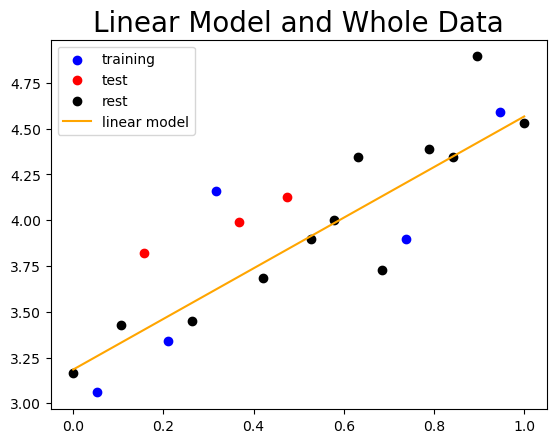 Linear Model and Whole Data
training
test
rest
linear model
4.75
4.50
4.25
4.00
3.75
3.50
3.25
3.00
0.0 0.2 0.4 0.6 0.8 1.0